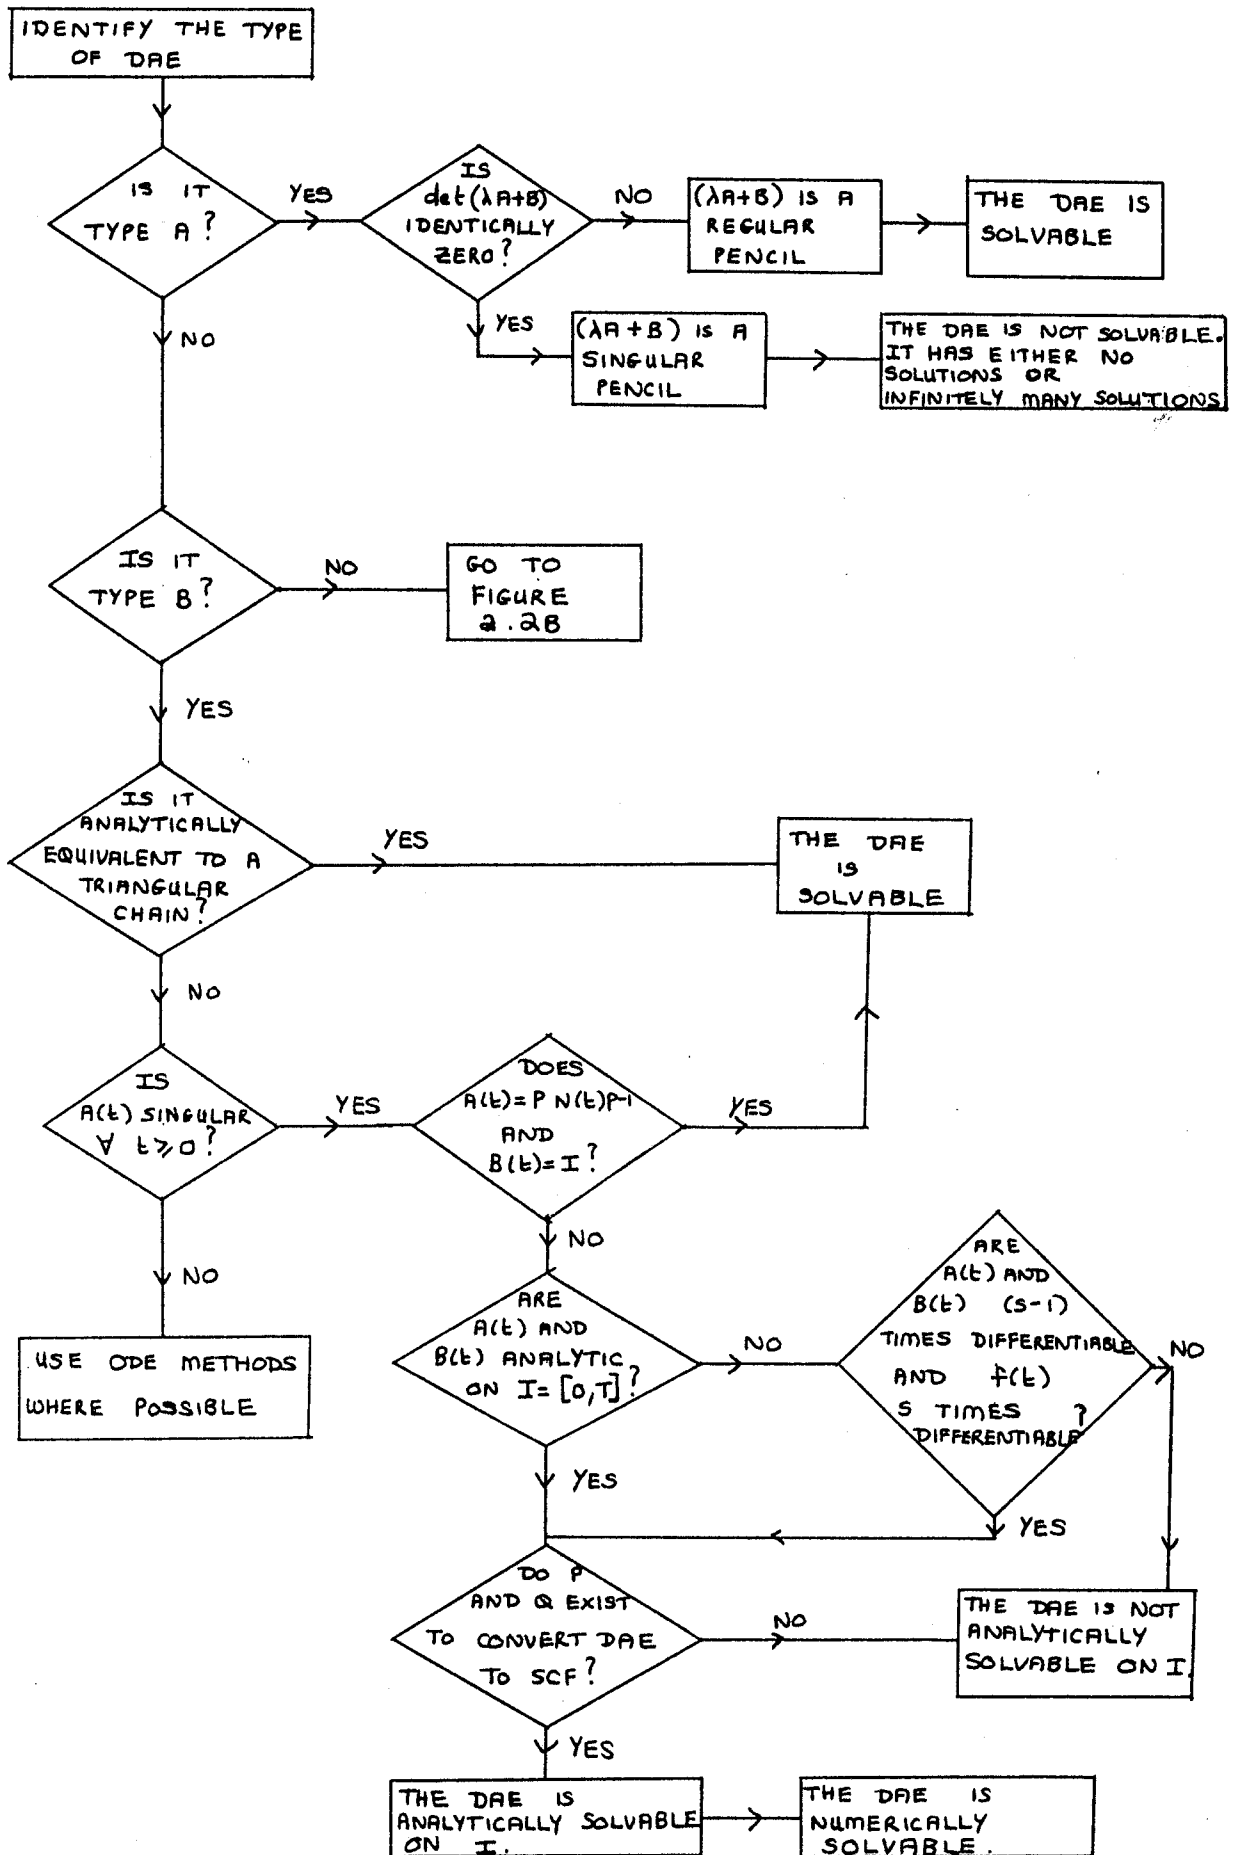 IDENTIFY THE TYPE
OF DAE
IS IT
TYPE A?
YES
IS
det(λA+B)
IDENTICALLY
ZERO?
NO
(λA+B) IS A
REGULAR
PENCIL
THE DAE IS
SOLVABLE
YES
(λA+B) IS A
SINGULAR
PENCIL
THE DAE IS NOT SOLVABLE.
IT HAS EITHER NO
SOLUTIONS OR
INFINITELY MANY SOLUTIONS
NO
IS IT
TYPE B?
NO
GO TO
FIGURE
2.2B
YES
IS IT
ANALYTICALLY
EQUIVALENT TO A
TRIANGULAR
CHAIN?
YES
THE DAE
IS
SOLVABLE
NO
IS
A(t) SINGULAR
∀ t≥0?
YES
DOES
A(t)=P N(t)P-1
AND
B(t)=I?
YES
NO
USE ODE METHODS
WHERE POSSIBLE
NO
ARE
A(t) AND
B(t) ANALYTIC
ON I=[0,T]?
NO
ARE
A(t) AND
B(t) (S-1)
TIMES DIFFERENTIABLE
AND f(t)
S TIMES ?
DIFFERENTIABLE
NO
YES
YES
DO P
AND Q EXIST
TO CONVERT DAE
TO SCF?
NO
THE DAE IS NOT
ANALYTICALLY
SOLVABLE ON I.
YES
THE DAE IS
ANALYTICALLY SOLVABLE
ON I.
THE DAE IS
NUMERICALLY
SOLVABLE.